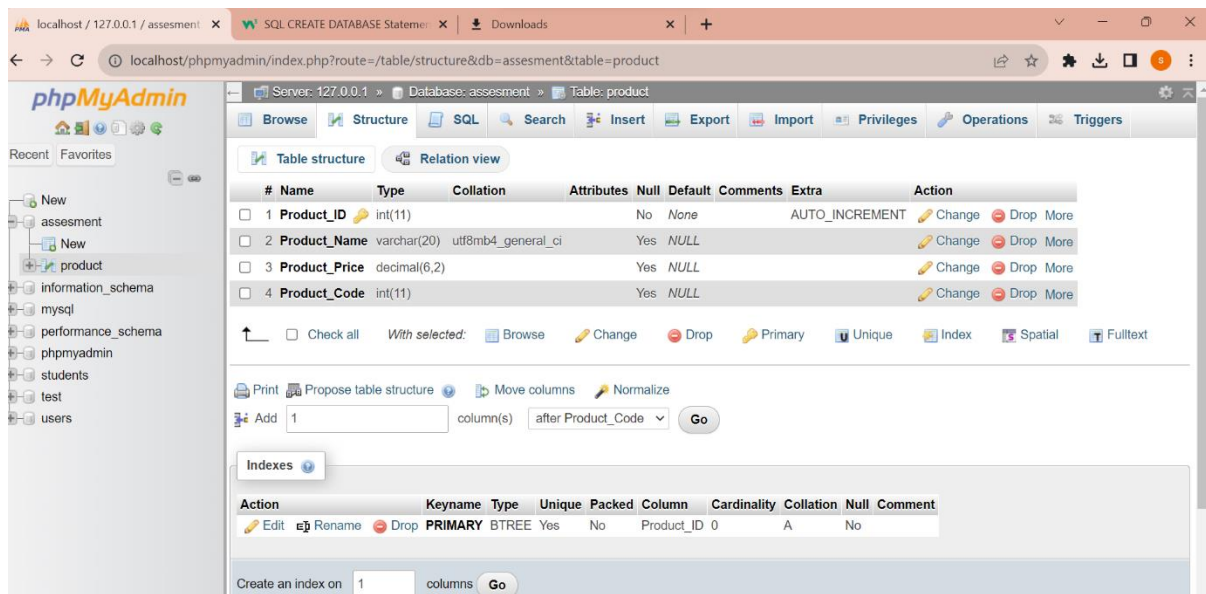 localhost / 127.0.0.1 / assesment
SQL CREATE DATABASE Statemen
Downloads
localhost/phpmyadmin/index.php?route=/table/structure&db=assesment&table=product
S
phpMyAdmin
Recent Favorites
New
assesment
New
product
information_schema
mysql
performance_schema
phpmyadmin
students
test
users
Server: 127.0.0.1 » Database: assesment » Table: product
Browse Structure SQL Search Insert Export Import Privileges Operations Triggers
Table structure Relation view
# Name Type Collation Attributes Null Default Comments Extra Action
1 Product_ID int(11) No None AUTO_INCREMENT Change Drop More
2 Product_Name varchar(20) utf8mb4_general_ci Yes NULL Change Drop More
3 Product_Price decimal(6,2) Yes NULL Change Drop More
4 Product_Code int(11) Yes NULL Change Drop More
Check all With selected: Browse Change Drop Primary Unique Index Spatial Fulltext
Print Propose table structure Move columns Normalize
Add 1 column(s) after Product_Code Go
Indexes
Action Keyname Type Unique Packed Column Cardinality Collation Null Comment
Edit Rename Drop PRIMARY BTREE Yes No Product_ID 0 A No
Create an index on 1 columns Go